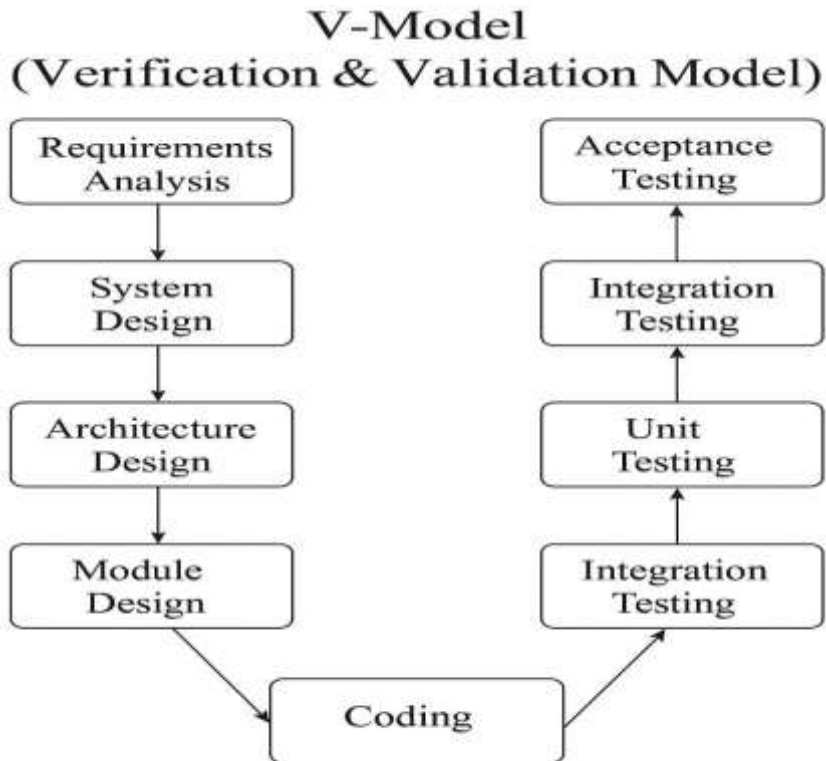 V-Model
(Verification & Validation Model)
Requirements
Analysis
System
Design
Architecture
Design
Module
Design
Coding
Integration
Testing
Unit
Testing
Integration
Testing
Acceptance
Testing